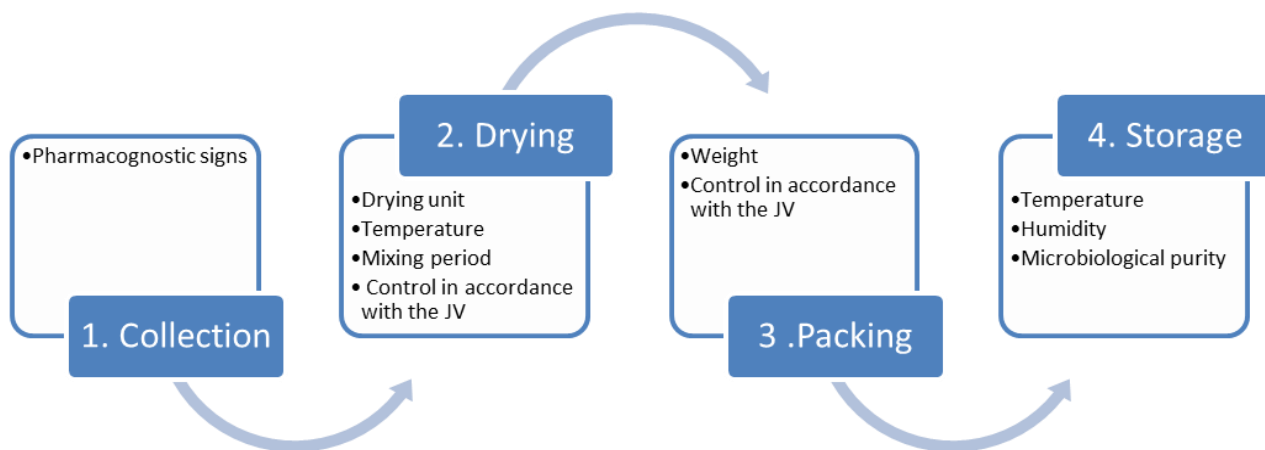 •Pharmacognostic signs
1. Collection
2. Drying
•Drying unit
•Temperature
•Mixing period
• Control in accordance
with the JV
•Weight
•Control in accordance
with the JV
3 .Packing
4. Storage
•Temperature
•Humidity
•Microbiological purity